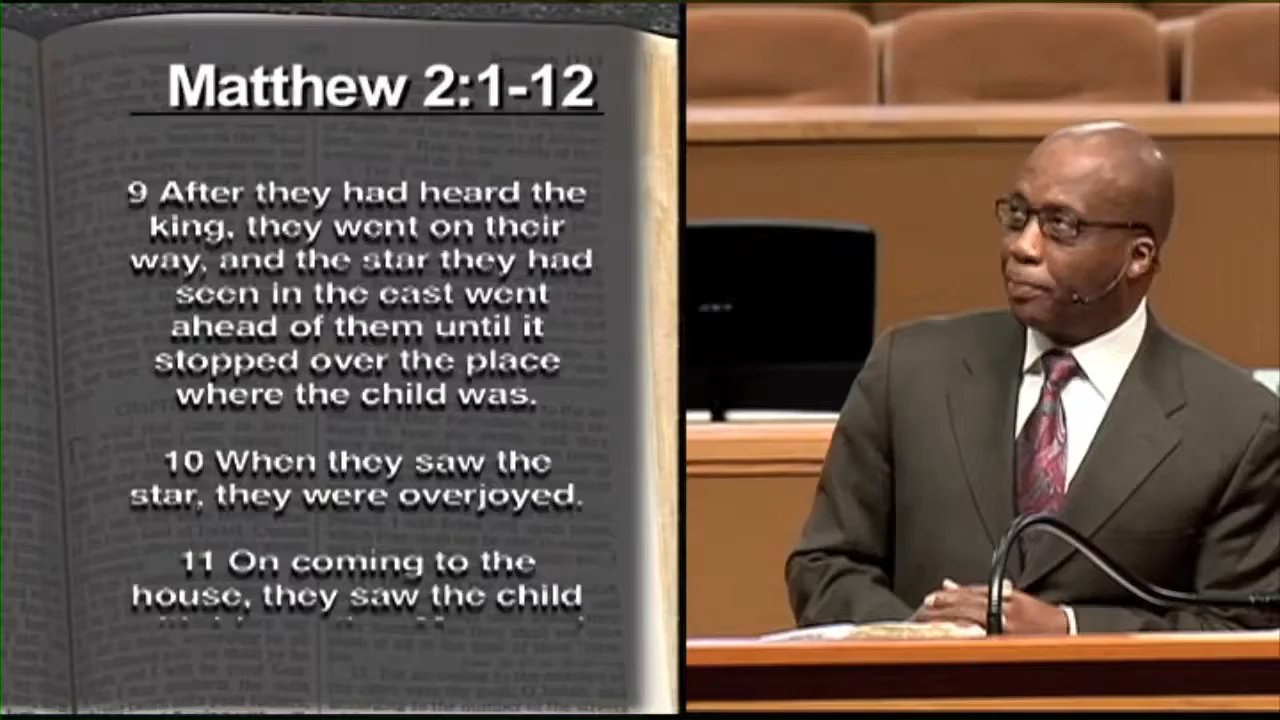 Matthew 2:1-12
9 After they had heard the
king, they went on their
way, and the star they had
seen in the east went
ahead of them until it
stopped over the place
where the child was.
10 When they saw the
star, they were overjoyed.
11 On coming to the
house, they saw the child